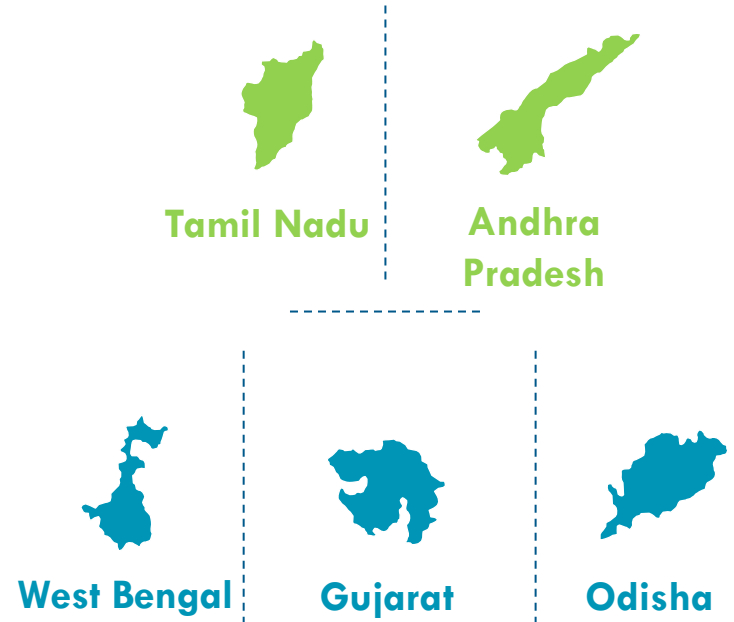 Tamil Nadu
Andhra
Pradesh
West Bengal
Gujarat
Odisha